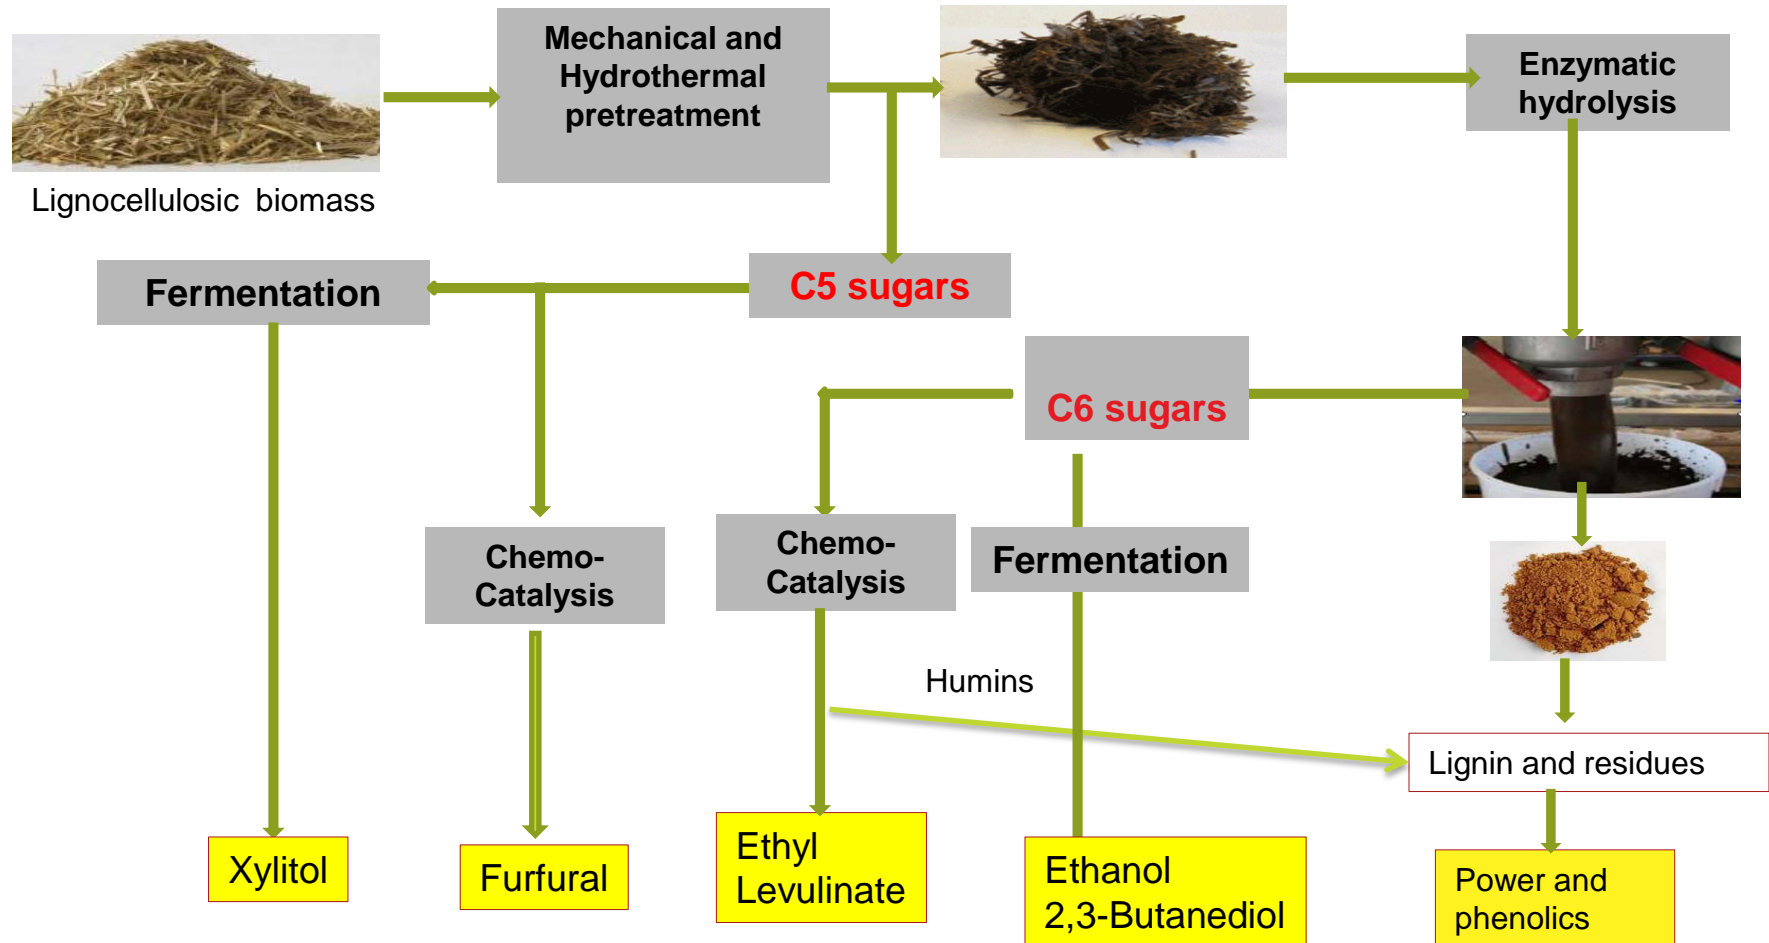 Mechanical and
Hydrothermal
pretreatment
Enzymatic
hydrolysis
Lignocellulosic biomass
Fermentation
C5 sugars
C6 sugars
Chemo-
Catalysis
Chemo-
Catalysis
Fermentation
Humins
Lignin and residues
Xylitol
Furfural
Ethyl
Levulinate
Ethanol
2,3-Butanediol
Power and
phenolics